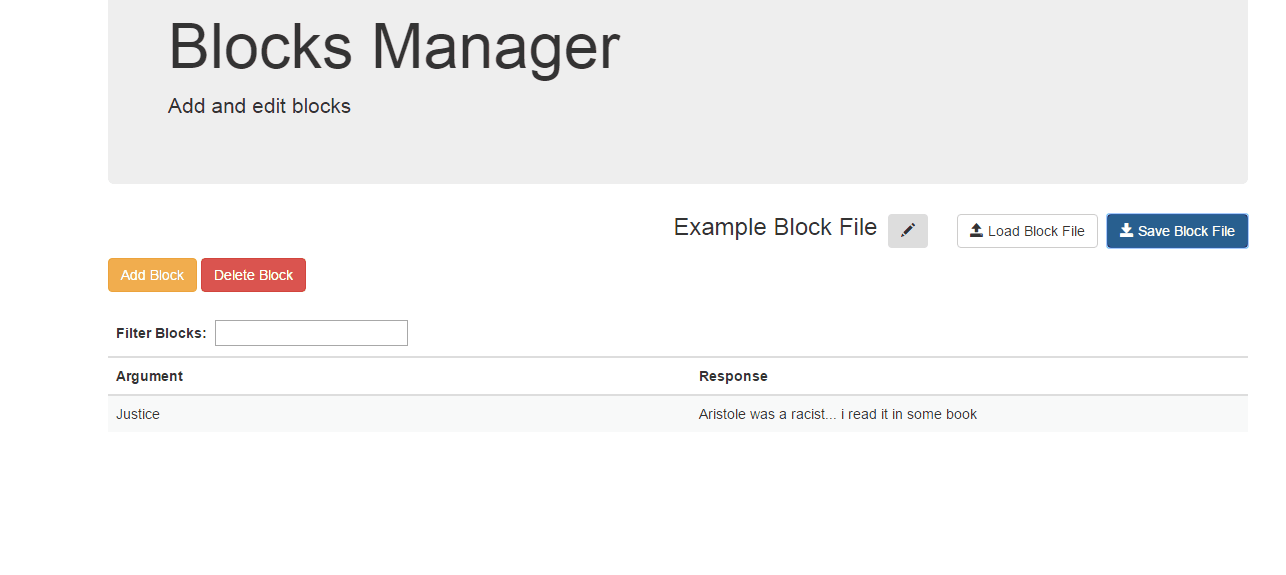 Blocks Manager
Add and edit blocks
Example Block File Load Block File Save Block File
Add Block Delete Block
Filter Blocks:
Argument Response
Justice Aristole was a racist... i read it in some book